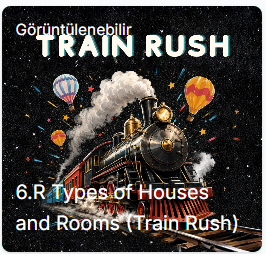 Görüntülenebilir
TRAIN RUSH
6.R Types of Houses
and Rooms (Train Rush)